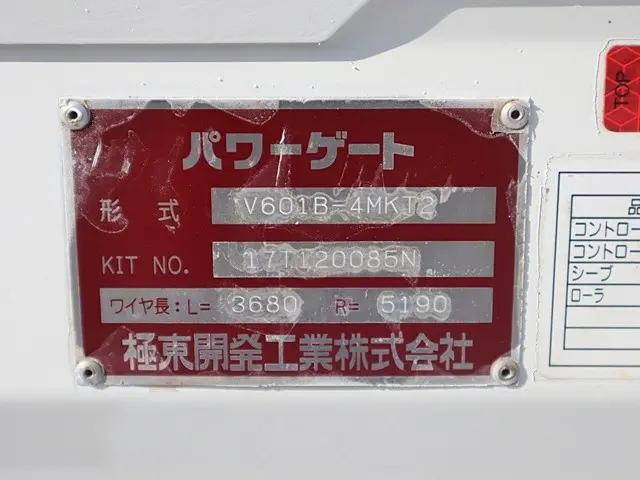 パワーゲート
形式 V601B=4MKT2
KIT NO. 17T120085N
ワイヤ長:L= 3680 R= 5190
極東開発工業株式会社
TOP
品
コントロー
コントロー
シーブ
ローラ